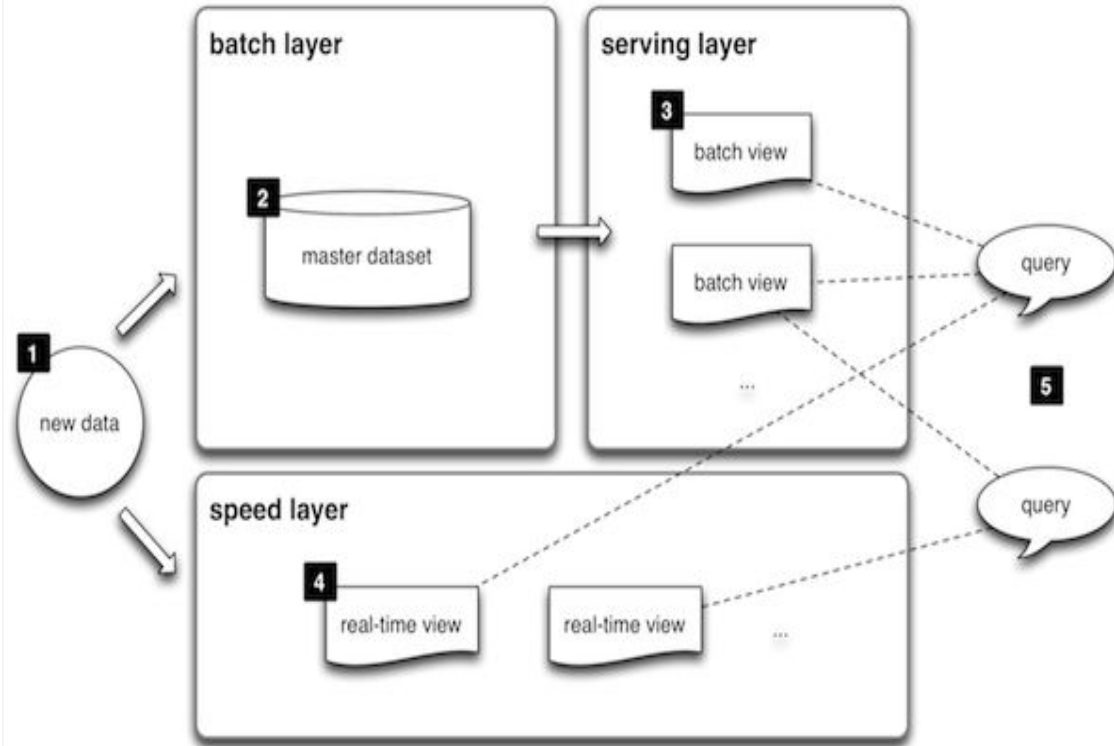 batch layer
serving layer
3
batch view
2
master dataset
batch view
query
1
new data
...
5
speed layer
query
4
real-time view
real-time view
...